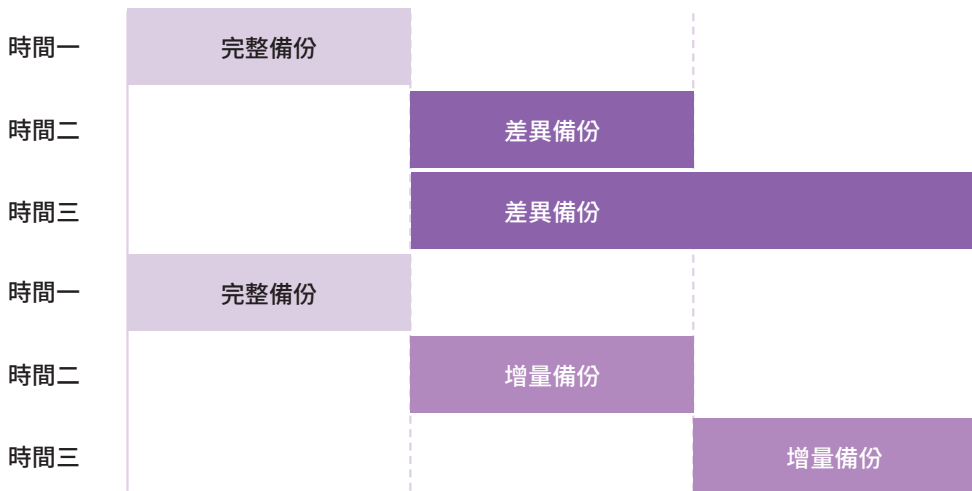 時間一
完整備份
時間二
差異備份
時間三
差異備份
時間一
完整備份
時間二
增量備份
時間三
增量備份